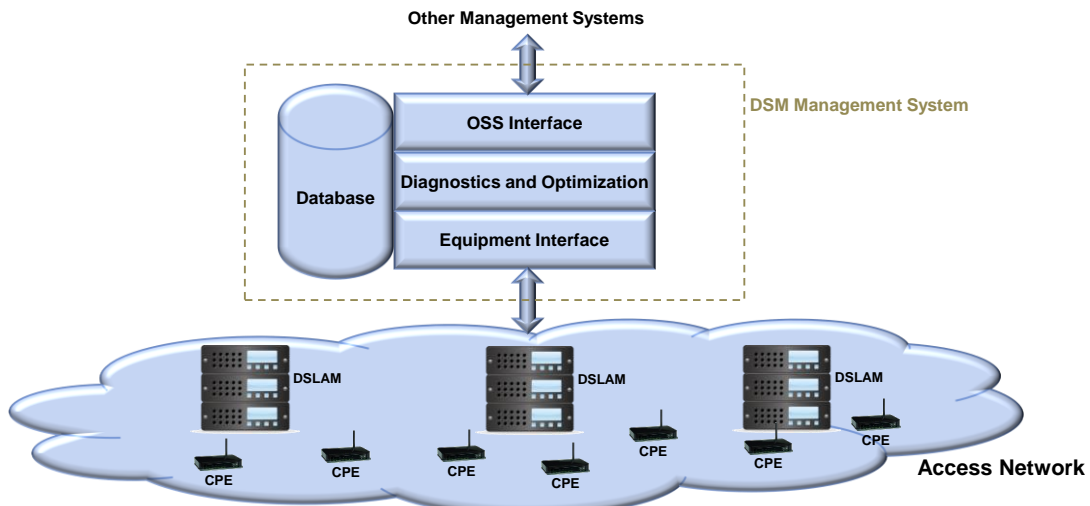 Other Management Systems
DSM Management System
OSS Interface
Diagnostics and Optimization
Database
Equipment Interface
DSLAM
DSLAM
DSLAM
CPE
CPE
CPE
CPE
CPE
CPE
CPE
Access Network